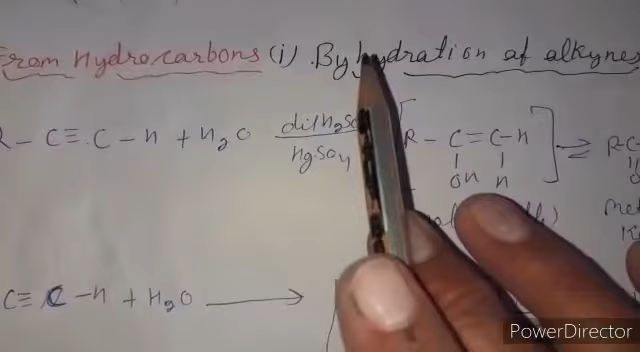 From Hydrocarbons (i) . By hydration of alkynes
R - C ≡ C - H + H2O dil H2SO4 HgSO4 [R - C = C - H] ⇌ R-C
OH H O
C ≡ C - H + H2O →
PowerDirector